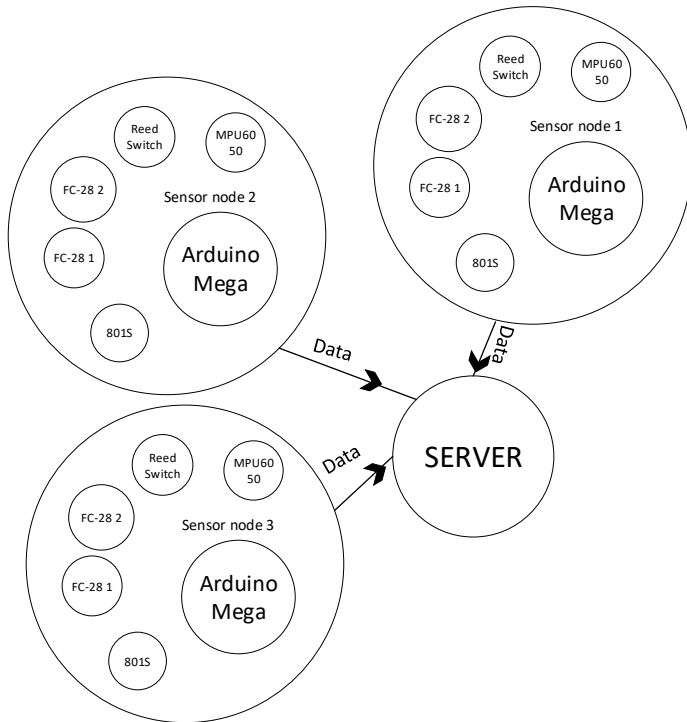 Reed
Switch
MPU60
50
FC-28 2
Sensor node 1
FC-28 1
Arduino
Mega
801S
Data
Reed
Switch
MPU60
50
FC-28 2
Sensor node 2
FC-28 1
Arduino
Mega
801S
Data
SERVER
Reed
Switch
MPU60
50
FC-28 2
Sensor node 3
FC-28 1
Arduino
Mega
801S
Data